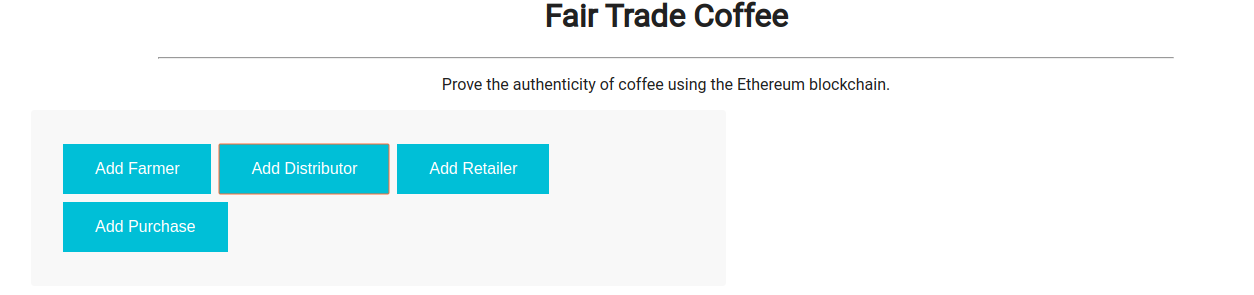 Fair Trade Coffee
Prove the authenticity of coffee using the Ethereum blockchain.
Add Farmer Add Distributor Add Retailer
Add Purchase